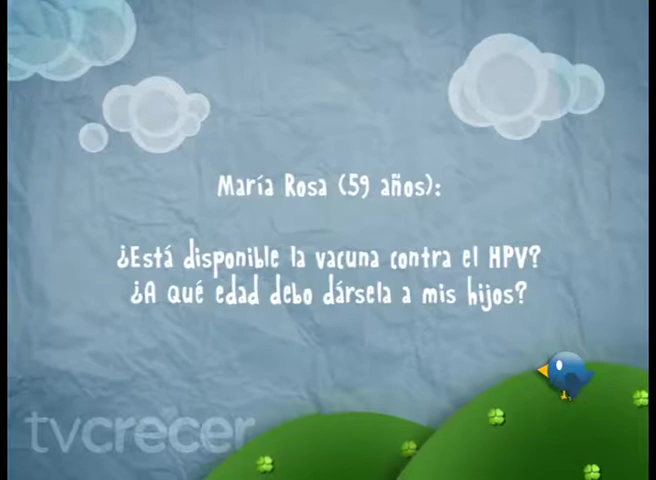 María Rosa (59 años):
¿Está disponible la vacuna contra el HPV?
¿A qué edad debo dársela a mis hijos?
tvcrecer